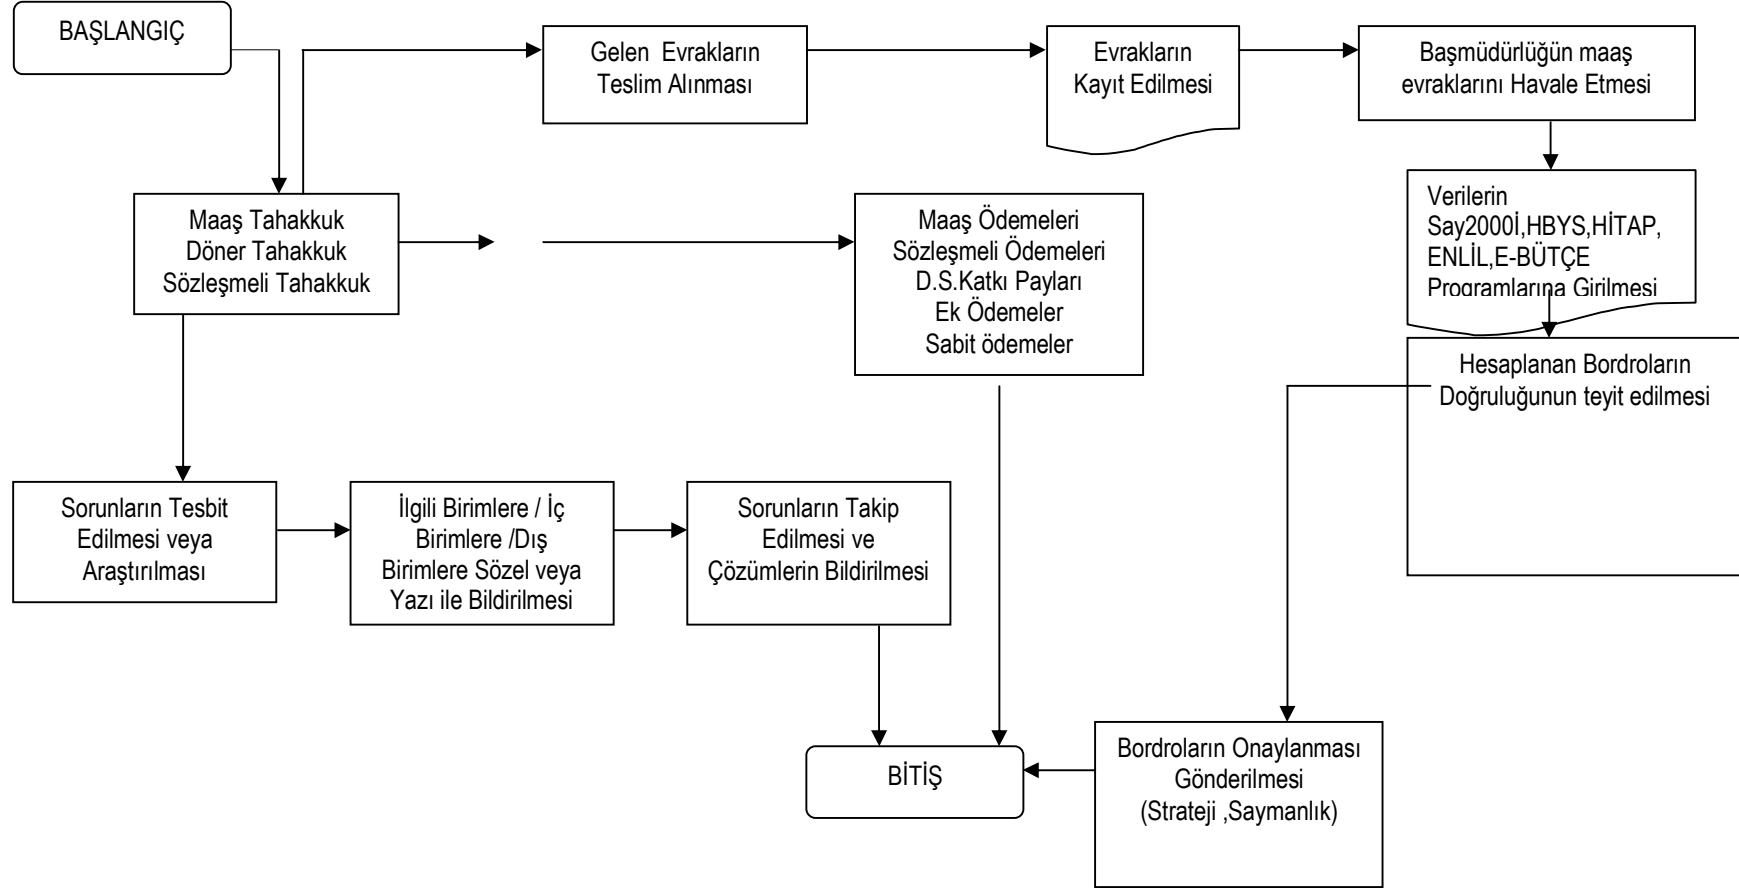 BAŞLANGIÇ
Gelen  Evrakların
Teslim Alınması
Evrakların
Kayıt Edilmesi
Başmüdürlüğün maaş
evraklarını Havale Etmesi
Maaş Tahakkuk
Döner Tahakkuk
Sözleşmeli Tahakkuk
Maaş Ödemeleri
Sözleşmeli Ödemeleri
D.S.Katkı Payları
Ek Ödemeler
Sabit ödemeler
Verilerin
Say2000İ,HBYS,HİTAP,
ENLİL,E-BÜTÇE
Programlarına Girilmesi
Hesaplanan Bordroların
Doğruluğunun teyit edilmesi
Sorunların Tesbit
Edilmesi veya
Araştırılması
İlgili Birimlere / İç
Birimlere /Dış
Birimlere Sözel veya
Yazı ile Bildirilmesi
Sorunların Takip
Edilmesi ve
Çözümlerin Bildirilmesi
BİTİŞ
Bordroların Onaylanması
Gönderilmesi
(Strateji ,Saymanlık)